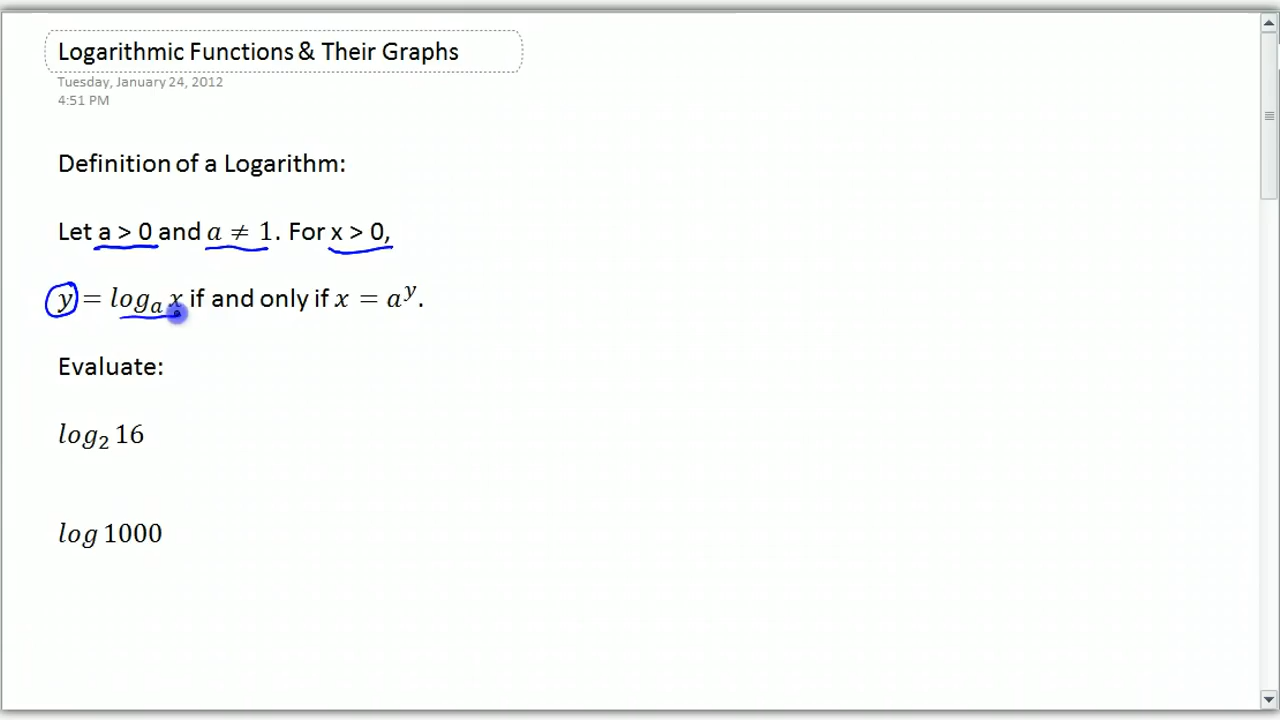 Logarithmic Functions & Their Graphs
Tuesday, January 24, 2012
4:51 PM
Definition of a Logarithm:
Let a > 0 and a ≠ 1. For x > 0,
y = logₐ x if and only if x = a^y.
Evaluate:
log₂ 16
log 1000